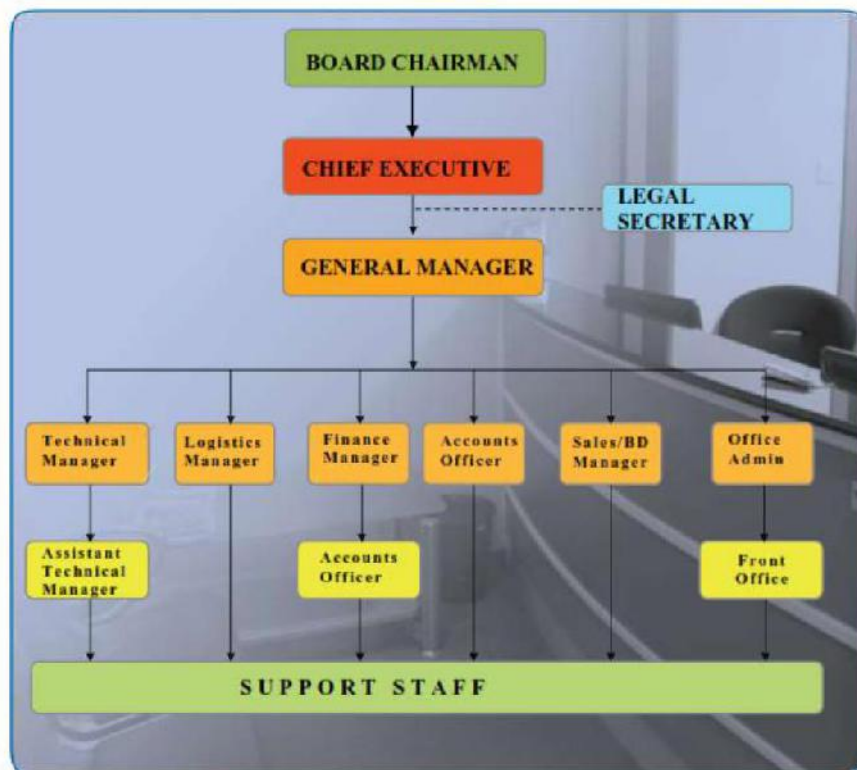 BOARD CHAIRMAN
CHIEF EXECUTIVE
LEGAL
SECRETARY
GENERAL MANAGER
Technical
Manager
Logistics
Manager
Finance
Manager
Accounts
Officer
Sales/BD
Manager
Office
Admin
Assistant
Technical
Manager
Accounts
Officer
Front
Office
SUPPORT STAFF